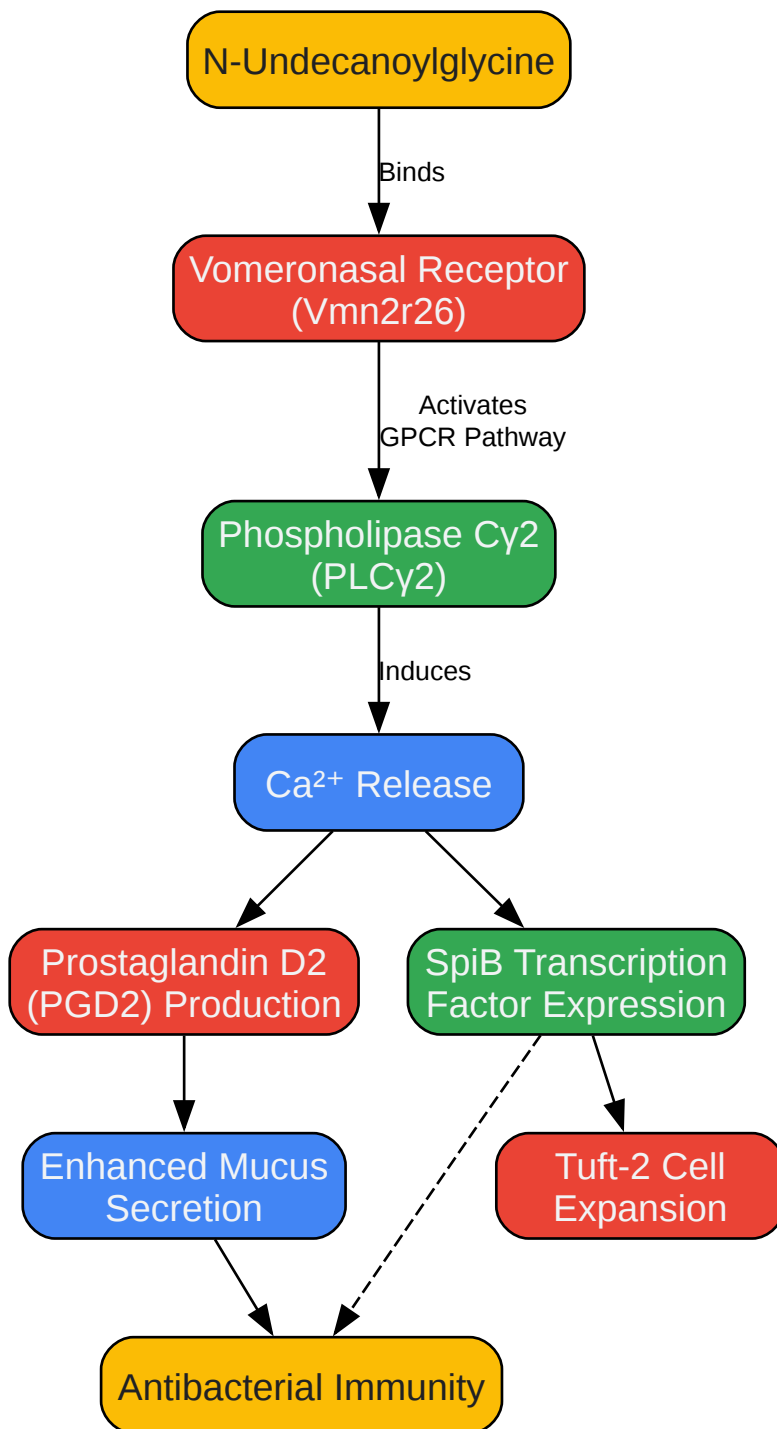 N-Undecanoylglycine
Binds
Vomeronasal Receptor
(Vmn2r26)
Activates
GPCR Pathway
Phospholipase Cγ2
(PLCγ2)
Induces
Ca²⁺ Release
Prostaglandin D2
(PGD2) Production
SpiB Transcription
Factor Expression
Enhanced Mucus
Secretion
Tuft-2 Cell
Expansion
Antibacterial Immunity